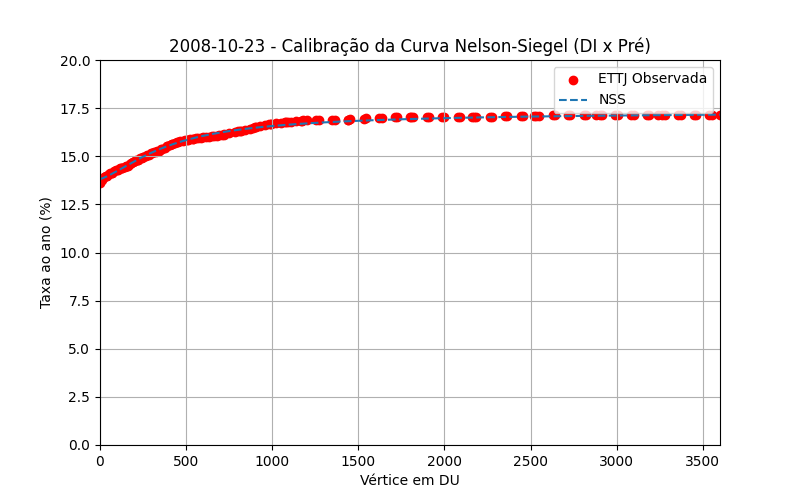 2008-10-23 - Calibração da Curva Nelson-Siegel (DI x Pré)
ETTJ Observada
NSS
20.0
17.5
15.0
12.5
10.0
7.5
5.0
2.5
0.0
Taxa ao ano (%)
0 500 1000 1500 2000 2500 3000 3500
Vértice em DU